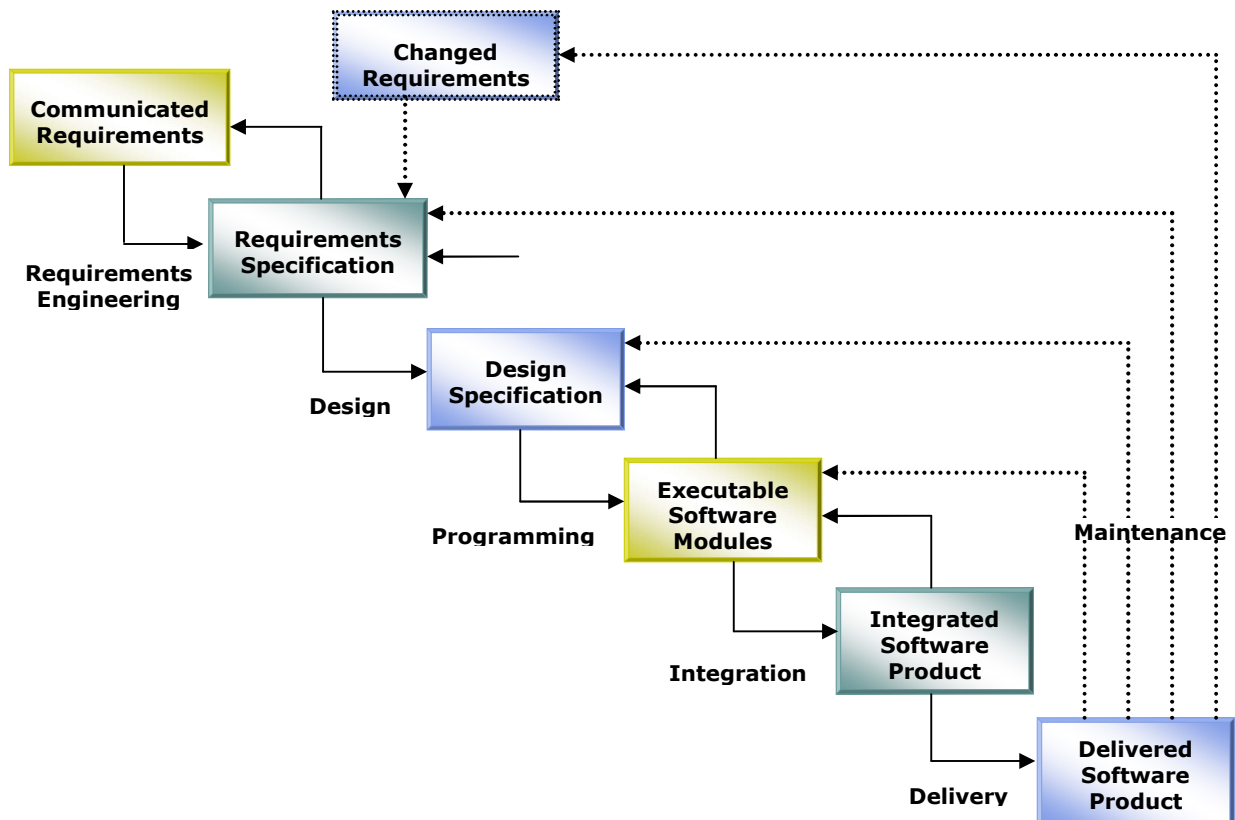 Changed
Requirements
Communicated
Requirements
Requirements
Specification
Requirements
Engineering
Design
Specification
Design
Executable
Software
Modules
Programming
Maintenance
Integrated
Software
Product
Integration
Delivered
Software
Product
Delivery